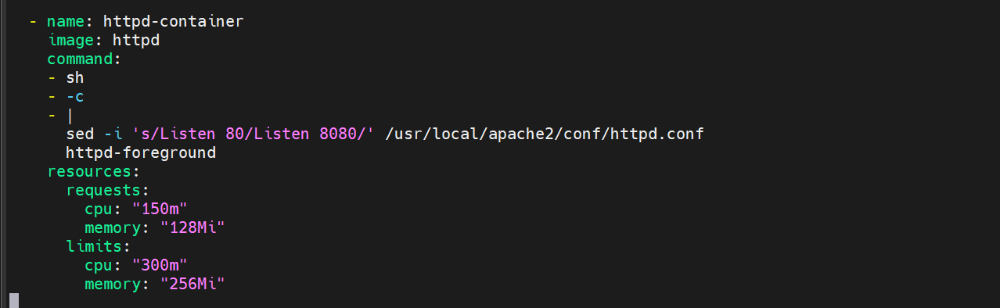 - name: httpd-container
  image: httpd
  command:
  - sh
  - -c
  - |
    sed -i 's/Listen 80/Listen 8080/' /usr/local/apache2/conf/httpd.conf
    httpd-foreground
  resources:
    requests:
      cpu: "150m"
      memory: "128Mi"
    limits:
      cpu: "300m"
      memory: "256Mi"